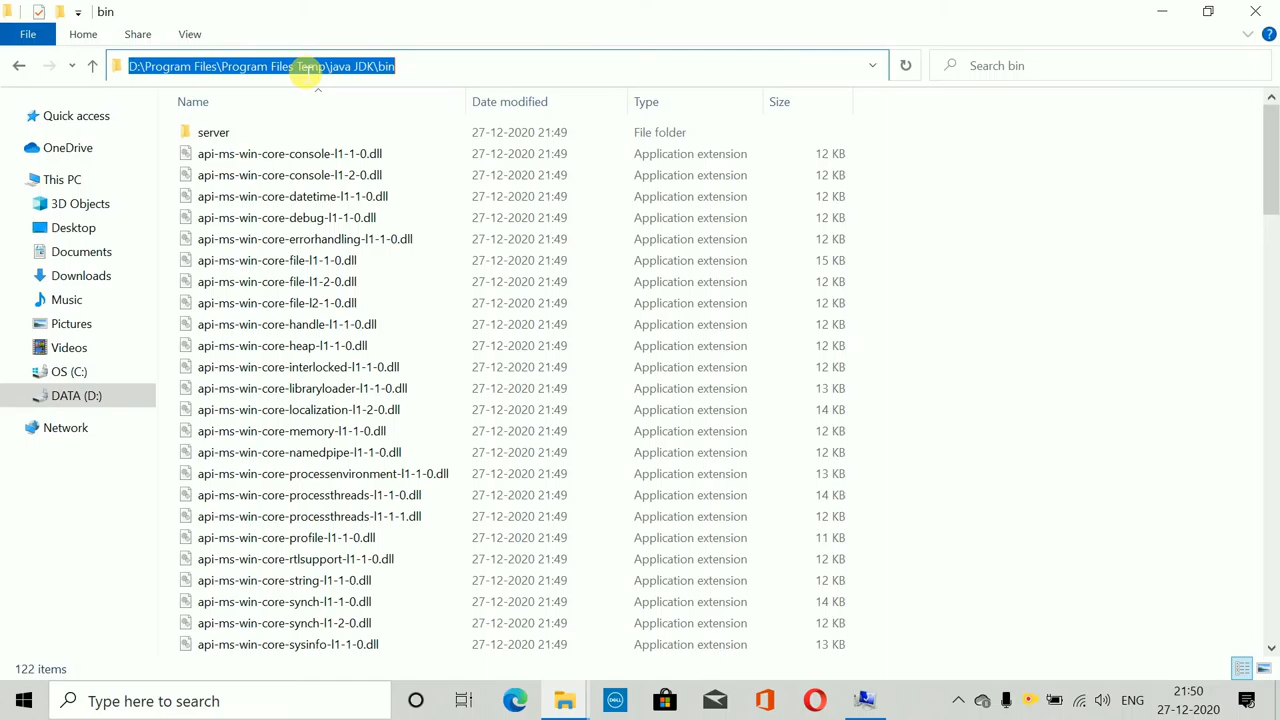 bin
File Home Share View
D:\Program Files\Program Files Temp\java JDK\bin
Search bin
Name Date modified Type Size
Quick access
OneDrive
This PC
3D Objects
Desktop
Documents
Downloads
Music
Pictures
Videos
OS (C:)
DATA (D:)
Network
server 27-12-2020 21:49 File folder
api-ms-win-core-console-l1-1-0.dll 27-12-2020 21:49 Application extension 12 KB
api-ms-win-core-console-l1-2-0.dll 27-12-2020 21:49 Application extension 12 KB
api-ms-win-core-datetime-l1-1-0.dll 27-12-2020 21:49 Application extension 12 KB
api-ms-win-core-debug-l1-1-0.dll 27-12-2020 21:49 Application extension 12 KB
api-ms-win-core-errorhandling-l1-1-0.dll 27-12-2020 21:49 Application extension 12 KB
api-ms-win-core-file-l1-1-0.dll 27-12-2020 21:49 Application extension 15 KB
api-ms-win-core-file-l1-2-0.dll 27-12-2020 21:49 Application extension 12 KB
api-ms-win-core-file-l2-1-0.dll 27-12-2020 21:49 Application extension 12 KB
api-ms-win-core-handle-l1-1-0.dll 27-12-2020 21:49 Application extension 12 KB
api-ms-win-core-heap-l1-1-0.dll 27-12-2020 21:49 Application extension 12 KB
api-ms-win-core-interlocked-l1-1-0.dll 27-12-2020 21:49 Application extension 12 KB
api-ms-win-core-libraryloader-l1-1-0.dll 27-12-2020 21:49 Application extension 13 KB
api-ms-win-core-localization-l1-2-0.dll 27-12-2020 21:49 Application extension 14 KB
api-ms-win-core-memory-l1-1-0.dll 27-12-2020 21:49 Application extension 12 KB
api-ms-win-core-namedpipe-l1-1-0.dll 27-12-2020 21:49 Application extension 12 KB
api-ms-win-core-processenvironment-l1-1-0.dll 27-12-2020 21:49 Application extension 13 KB
api-ms-win-core-processthreads-l1-1-0.dll 27-12-2020 21:49 Application extension 14 KB
api-ms-win-core-processthreads-l1-1-1.dll 27-12-2020 21:49 Application extension 12 KB
api-ms-win-core-profile-l1-1-0.dll 27-12-2020 21:49 Application extension 11 KB
api-ms-win-core-rtlsupport-l1-1-0.dll 27-12-2020 21:49 Application extension 12 KB
api-ms-win-core-string-l1-1-0.dll 27-12-2020 21:49 Application extension 12 KB
api-ms-win-core-synch-l1-1-0.dll 27-12-2020 21:49 Application extension 14 KB
api-ms-win-core-synch-l1-2-0.dll 27-12-2020 21:49 Application extension 12 KB
api-ms-win-core-sysinfo-l1-1-0.dll 27-12-2020 21:49 Application extension 13 KB
122 items
Type here to search
DELL
ENG
21:50
27-12-2020